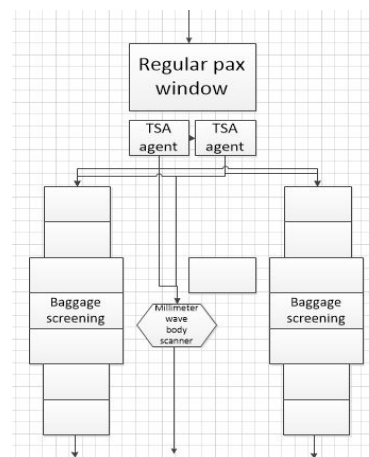 Regular pax
window
TSA
agent
TSA
agent
Baggage
screening
Millimeter
wave
body
scanner
Baggage
screening